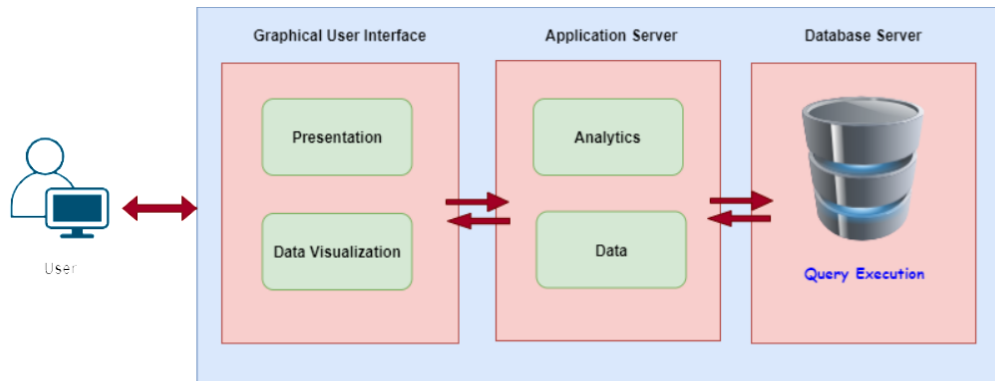 Graphical User Interface
Application Server
Database Server
Presentation
Analytics
Data Visualization
Data
Query Execution
User